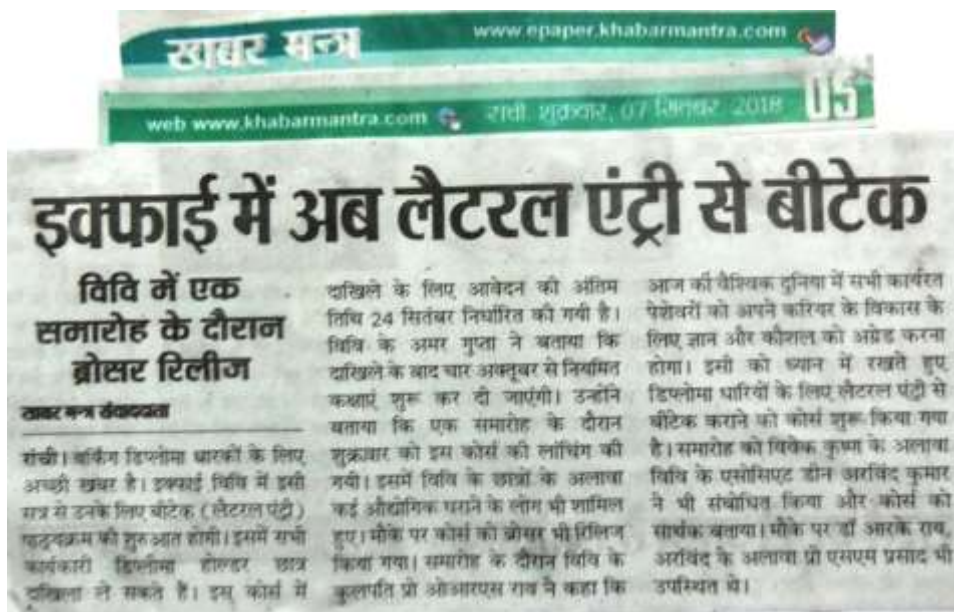 खबर मन्त्र
www.epaper.khabarmantra.com
web www.khabarmantra.com
रांची, शुक्रवार, 07 सितंबर 2018
05
इक्फाई में अब लैटरल एंट्री से बीटेक
विवि में एक
समारोह के दौरान
ब्रोसर रिलीज
खबर मन्त्र संवाददाता
रांची। वर्किंग डिप्लोमा धारकों के लिए
अच्छी खबर है। इक्फाई विवि में इसी
सत्र से उनके लिए बीटेक (लैटरल एंट्री)
पाठ्यक्रम की शुरुआत होगी। इसमें सभी
कार्यकारी डिप्लोमा होल्डर छात्र
दाखिला ले सकते हैं। इस कोर्स में
दाखिले के लिए आवेदन की अंतिम
तिथि 24 सितंबर निर्धारित की गयी है।
विवि के अमर गुप्ता ने बताया कि
दाखिले के बाद चार अक्तूबर से नियमित
कक्षाएं शुरू कर दी जाएंगी। उन्होंने
बताया कि एक समारोह के दौरान
शुक्रवार को इस कोर्स की लांचिंग की
गयी। इसमें विवि के छात्रों के अलावा
कई औद्योगिक घराने के लोग भी शामिल
हुए। मौके पर कोर्स की ब्रोसर भी रिलिज
किया गया। समारोह के दौरान विवि के
कुलपति प्रो ओआरएस राव ने कहा कि
आज की वैश्विक दुनिया में सभी कार्यरत
पेशेवरों को अपने करियर के विकास के
लिए ज्ञान और कौशल को अग्रेड करना
होगा। इसी को ध्यान में रखते हुए
डिप्लोमा धारियों के लिए लैटरल एंट्री से
बीटेक कराने को कोर्स शुरू किया गया
है। समारोह को विवेक कृष्ण के अलावा
विवि के एसोसिएट डीन अरविंद कुमार
ने भी संबोधित किया और कोर्स को
सार्थक बताया। मौके पर डॉ आरके राय,
अरविंद के अलावा प्रो एसएम प्रसाद भी
उपस्थित थे।